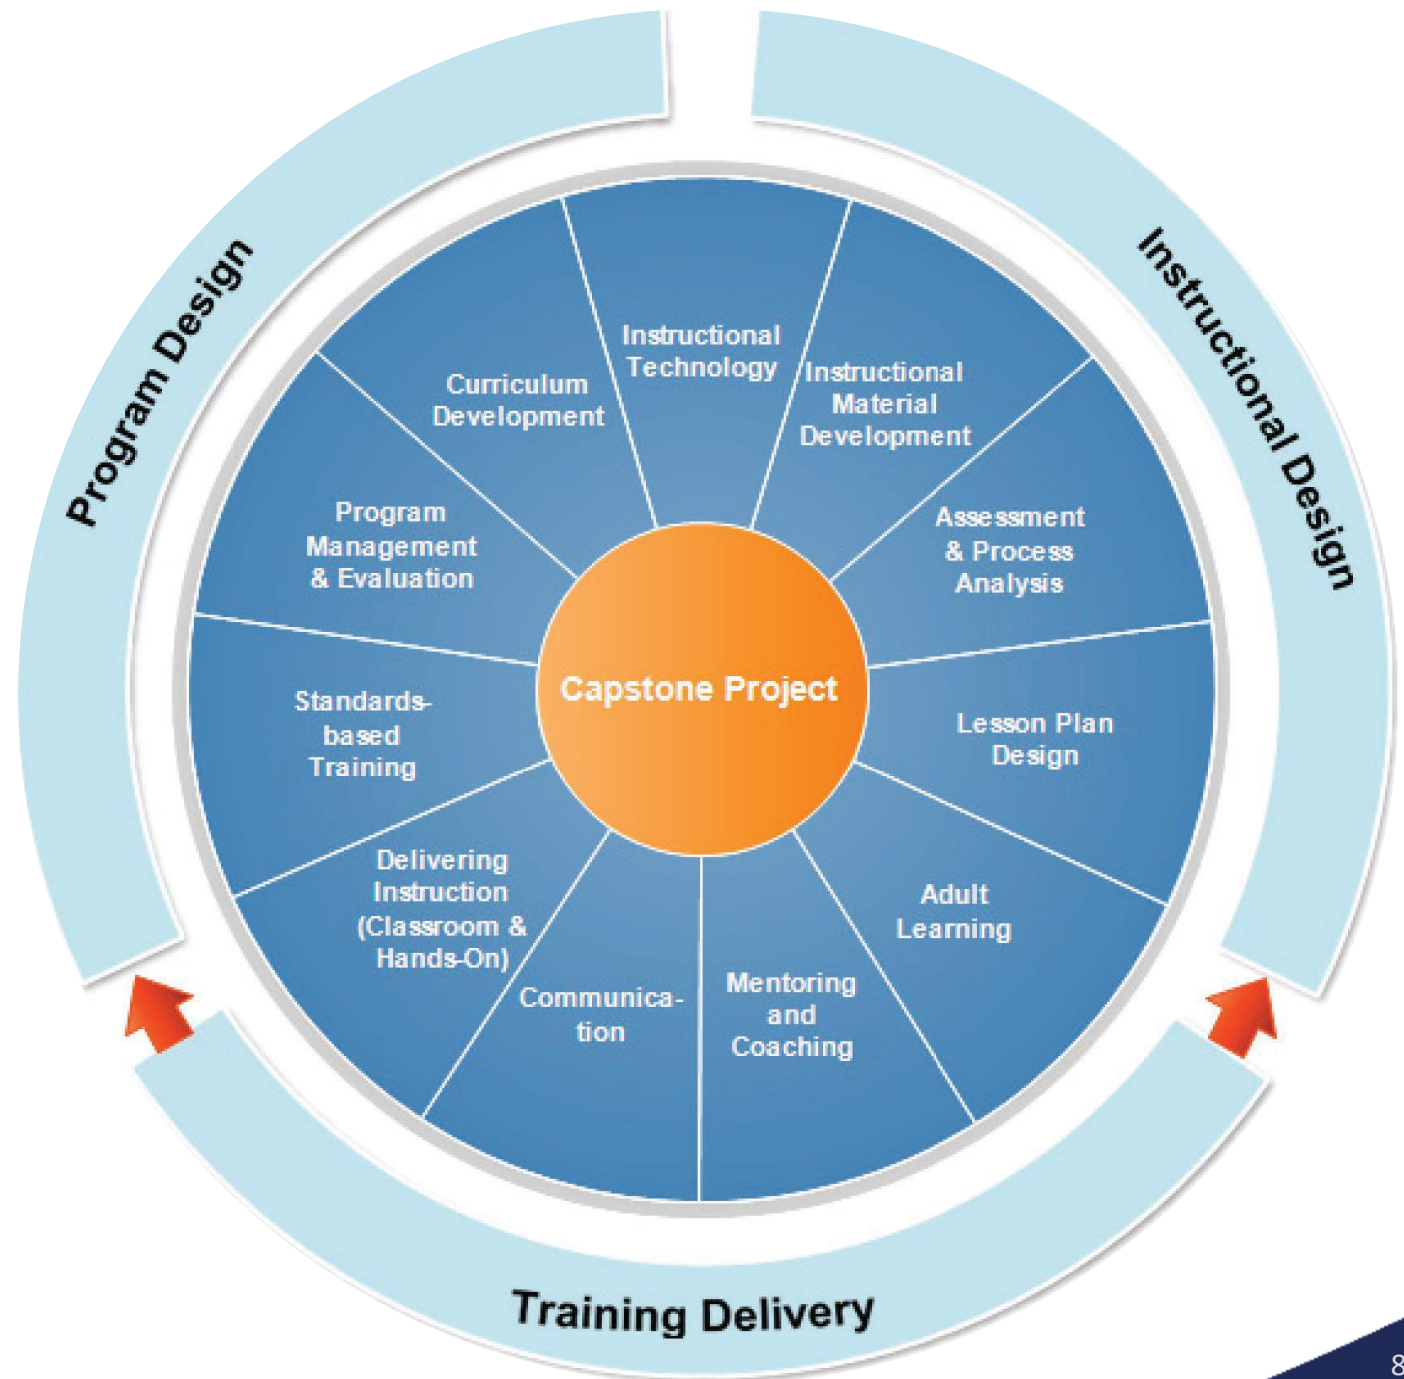 Program Design
Instructional Design
Instructional
Technology
Instructional
Material
Development
Assessment
& Process
Analysis
Lesson Plan
Design
Adult
Learning
Mentoring
and
Coaching
Communica-
tion
Delivering
Instruction
(Classroom &
Hands-On)
Standards-
based
Training
Program
Management
& Evaluation
Curriculum
Development
Capstone Project
Training Delivery
8